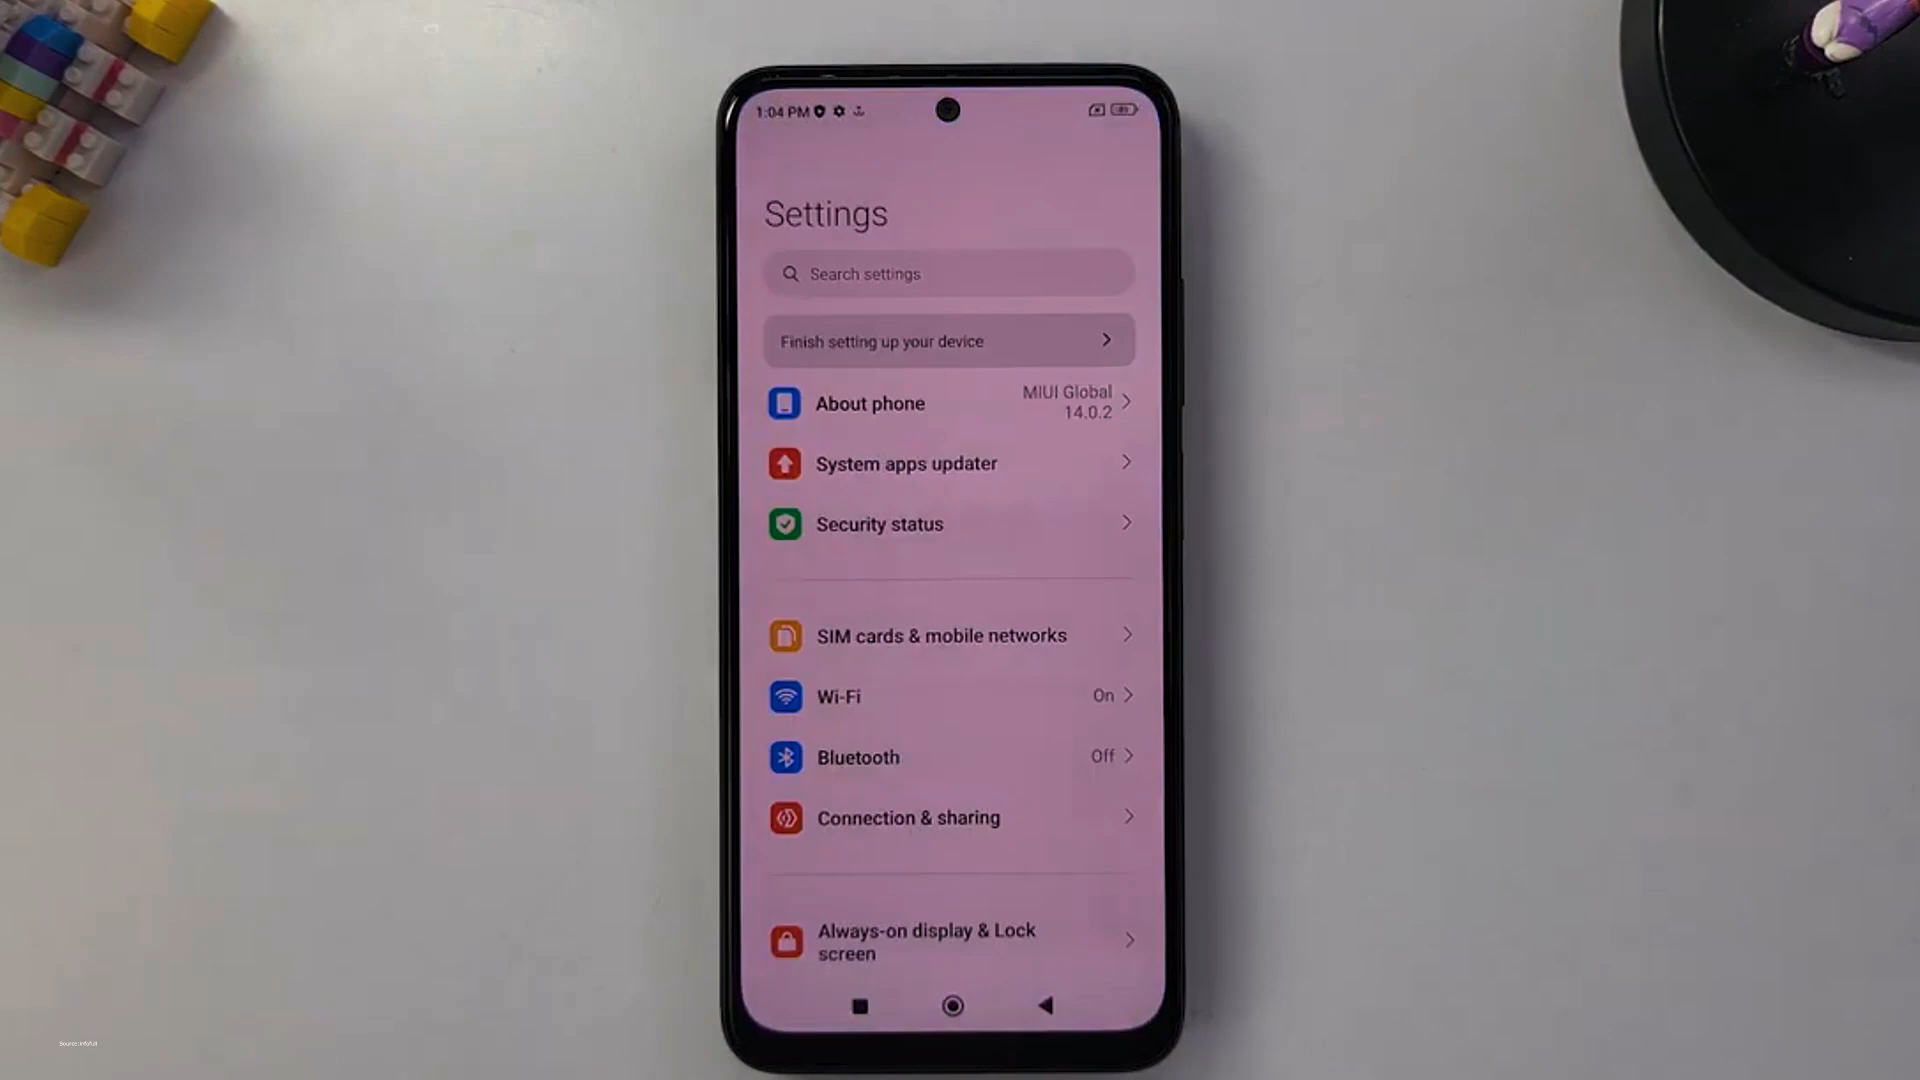 1:04 PM
Settings
Search settings
Finish setting up your device
About phone
MIUI Global
14.0.2
System apps updater
Security status
SIM cards & mobile networks
Wi-Fi
On
Bluetooth
Off
Connection & sharing
Always-on display & Lock
screen